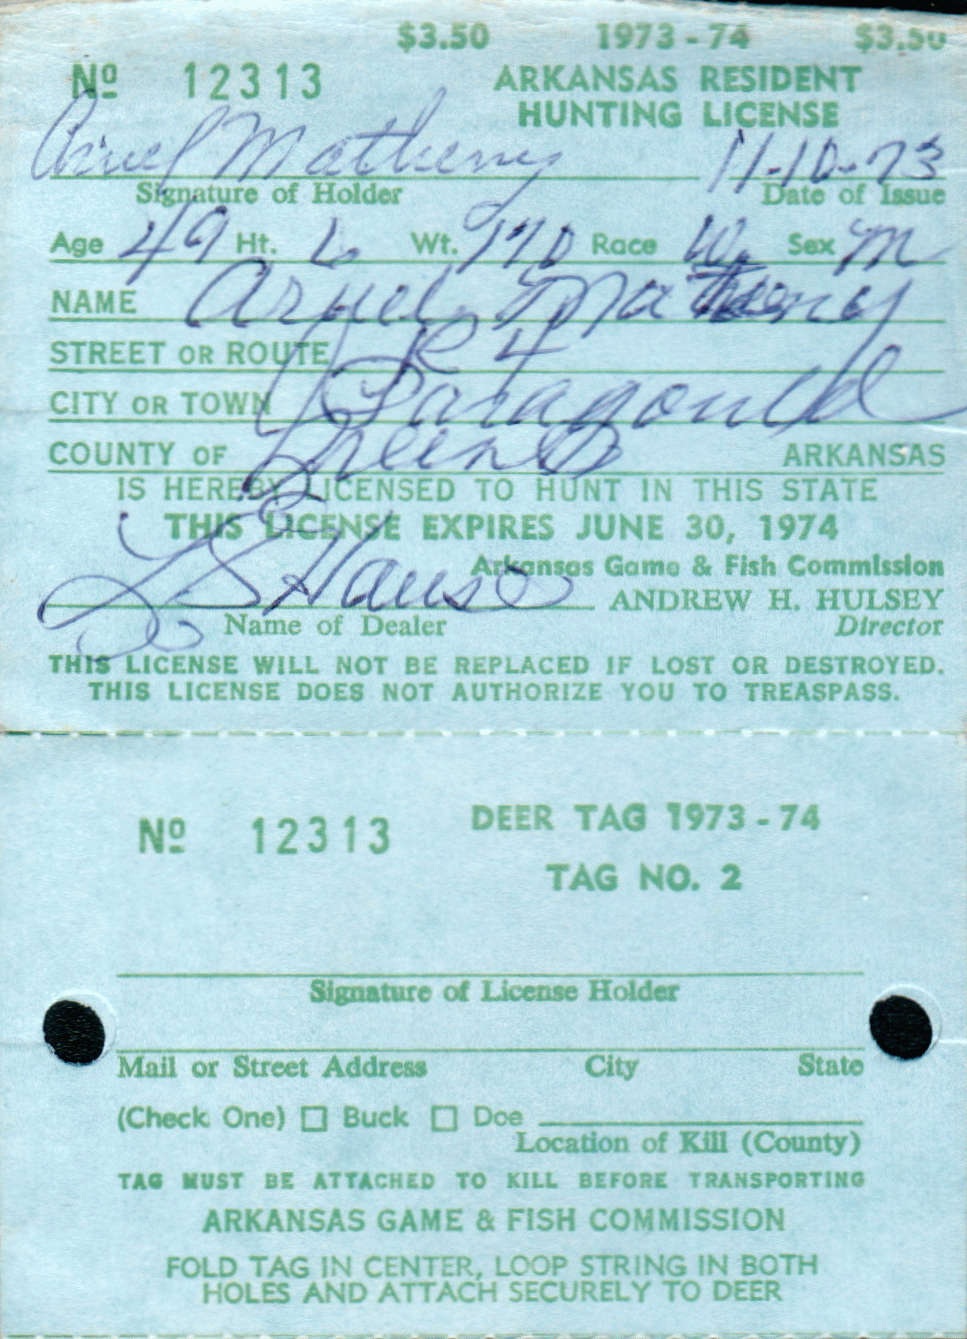 $3.50 1973-74 $3.50
Nº 12313 ARKANSAS RESIDENT
HUNTING LICENSE
Aruel Matheny 11-10-73
Signature of Holder Date of Issue
Age 49 Ht. 6 Wt. 170 Race W. Sex M
NAME Aruel Matheny
STREET OR ROUTE R 4
CITY OR TOWN Paragould
COUNTY OF Greene ARKANSAS
IS HEREBY LICENSED TO HUNT IN THIS STATE
THIS LICENSE EXPIRES JUNE 30, 1974
Arkansas Game & Fish Commission
ANDREW H. HULSEY
Name of Dealer Director
THIS LICENSE WILL NOT BE REPLACED IF LOST OR DESTROYED.
THIS LICENSE DOES NOT AUTHORIZE YOU TO TREASPASS.
Nº 12313 DEER TAG 1973-74
TAG NO. 2
Signature of License Holder
Mail or Street Address City State
(Check One) Buck Doe
Location of Kill (County)
TAG MUST BE ATTACHED TO KILL BEFORE TRANSPORTING
ARKANSAS GAME & FISH COMMISSION
FOLD TAG IN CENTER, LOOP STRING IN BOTH
HOLES AND ATTACH SECURELY TO DEER